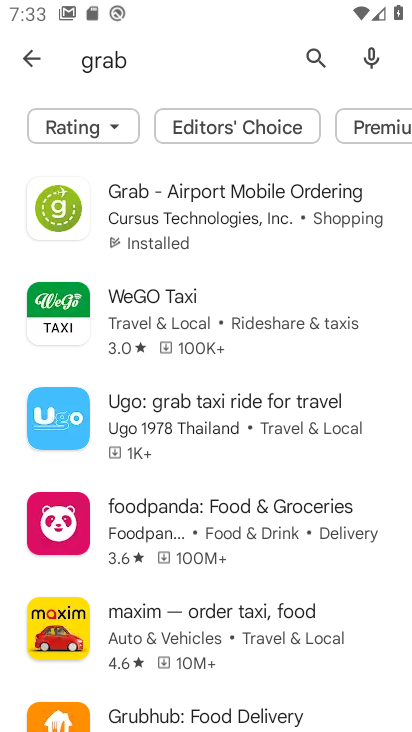 7:33
grab
Rating
Editors' Choice
Premiu
g
Grab - Airport Mobile Ordering
Cursus Technologies, Inc. • Shopping
Installed
WeGo
TAXI
WeGO Taxi
Travel & Local • Rideshare & taxis
3.0★ 100K+
Ugo
Ugo: grab taxi ride for travel
Ugo 1978 Thailand • Travel & Local
1K+
foodpanda: Food & Groceries
Foodpan... • Food & Drink • Delivery
3.6★ 100M+
maxim
maxim — order taxi, food
Auto & Vehicles • Travel & Local
4.6★ 10M+
Grubhub: Food Delivery